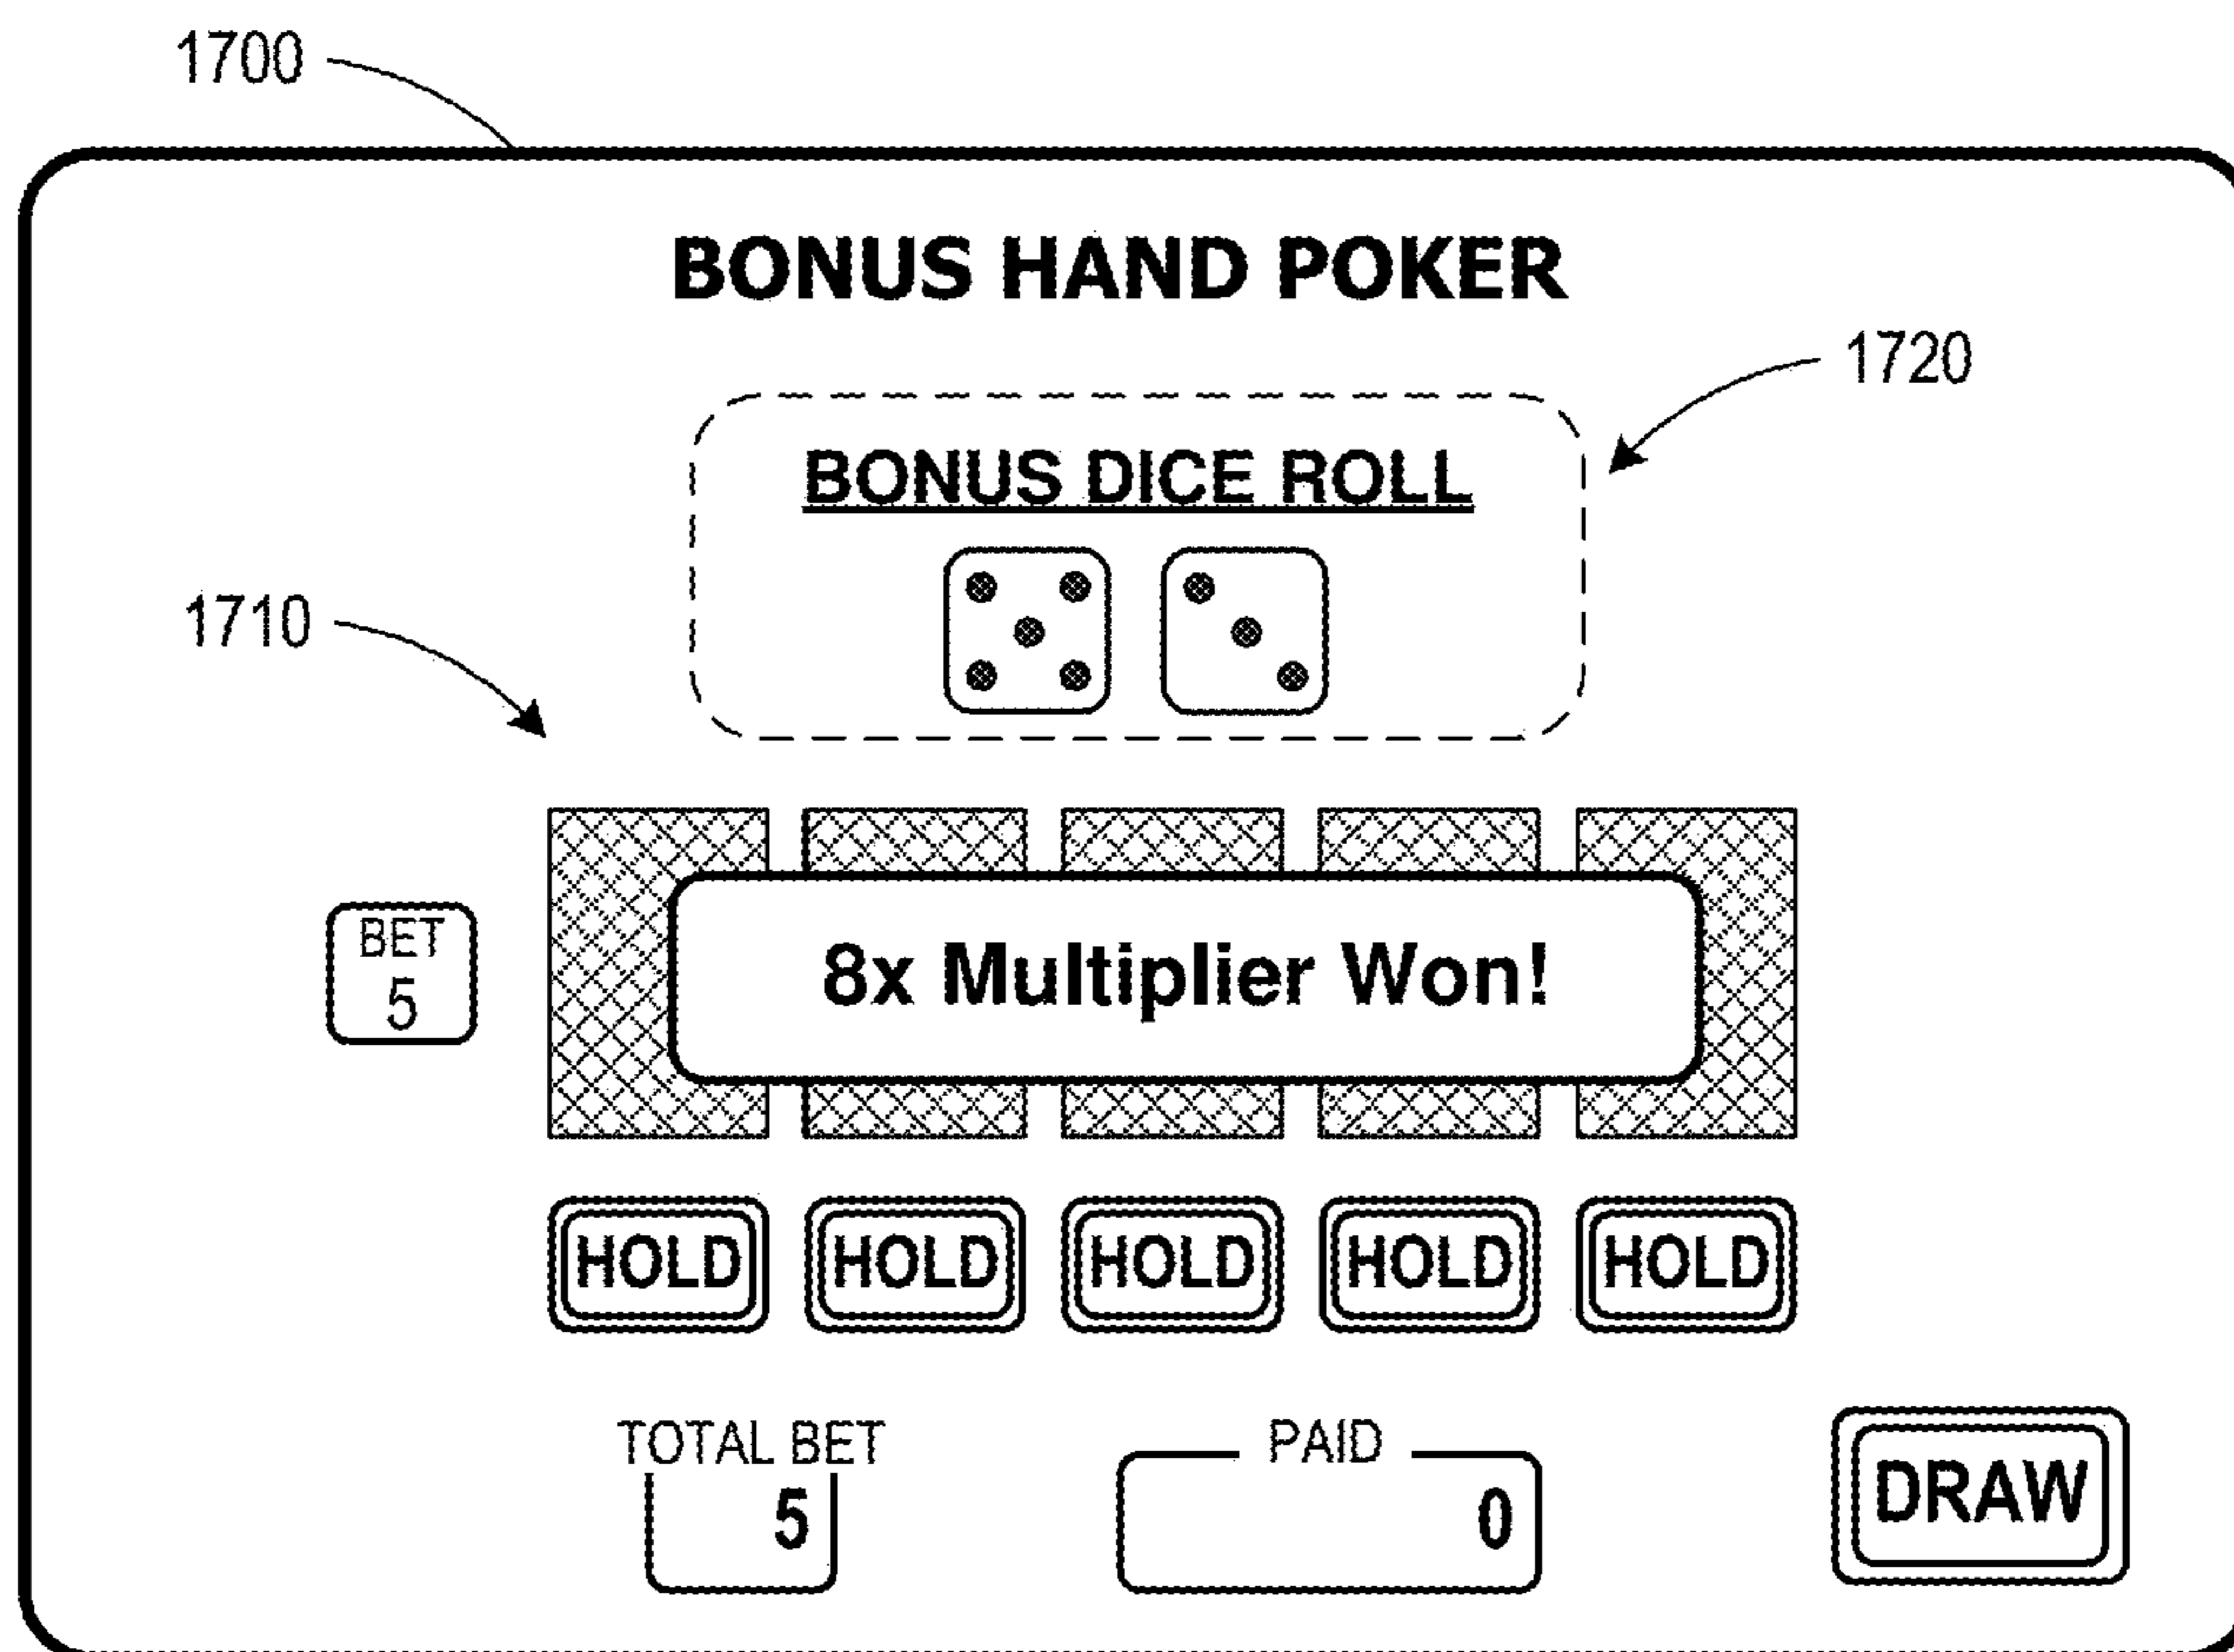 1700
BONUS HAND POKER
1720
BONUS DICE ROLL
1710
BET
5
8x Multiplier Won!
HOLD HOLD HOLD HOLD HOLD
TOTAL BET
5
PAID
0
DRAW